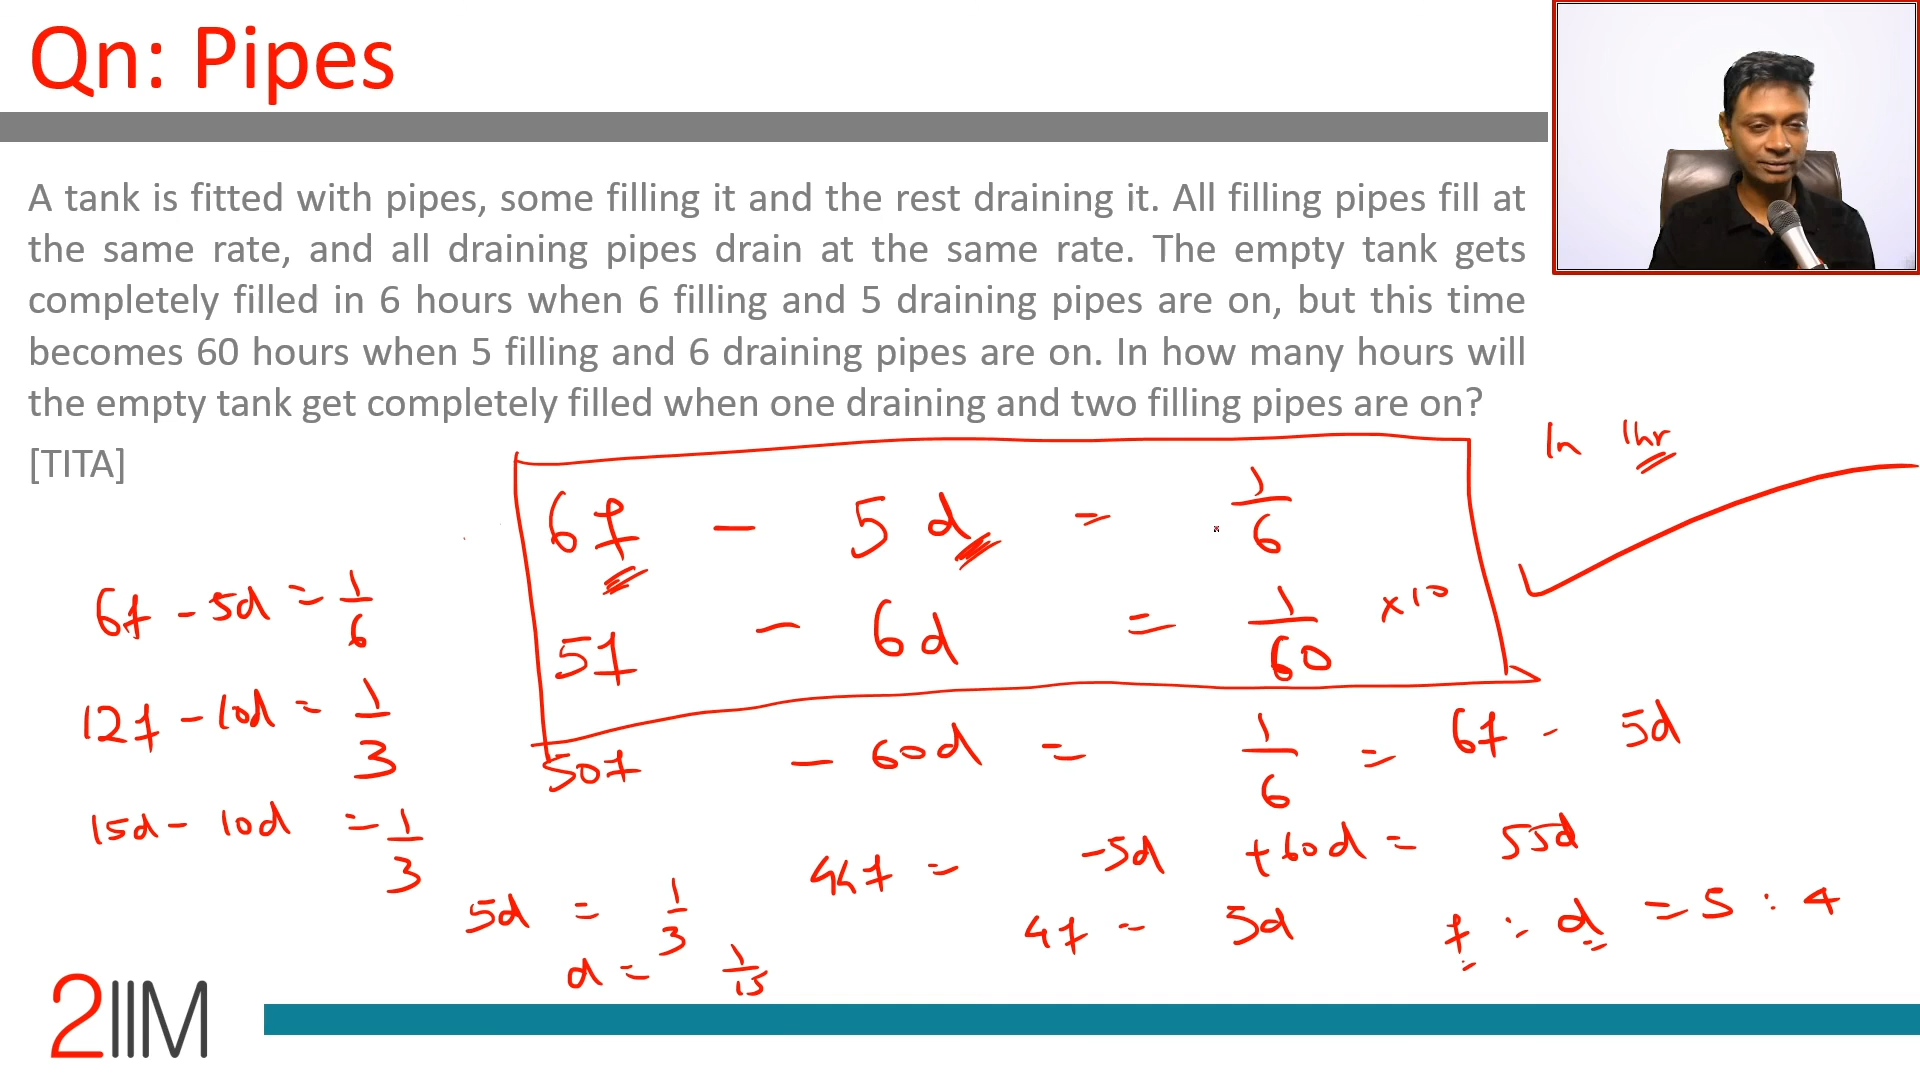 Qn: Pipes
A tank is fitted with pipes, some filling it and the rest draining it. All filling pipes fill at
the same rate, and all draining pipes drain at the same rate. The empty tank gets
completely filled in 6 hours when 6 filling and 5 draining pipes are on, but this time
becomes 60 hours when 5 filling and 6 draining pipes are on. In how many hours will
the empty tank get completely filled when one draining and two filling pipes are on?
[TITA]
In 1hr
6f - 5d = 1/6
5f - 6d = 1/60 ×10
50f - 60d = 1/6 = 6f - 5d
44f = -5d + 60d = 55d
4f = 5d
f : d = 5 : 4
6f - 5d = 1/6
12f - 10d = 1/3
15d - 10d = 1/3
5d = 1/3
d = 1/15
2IIM